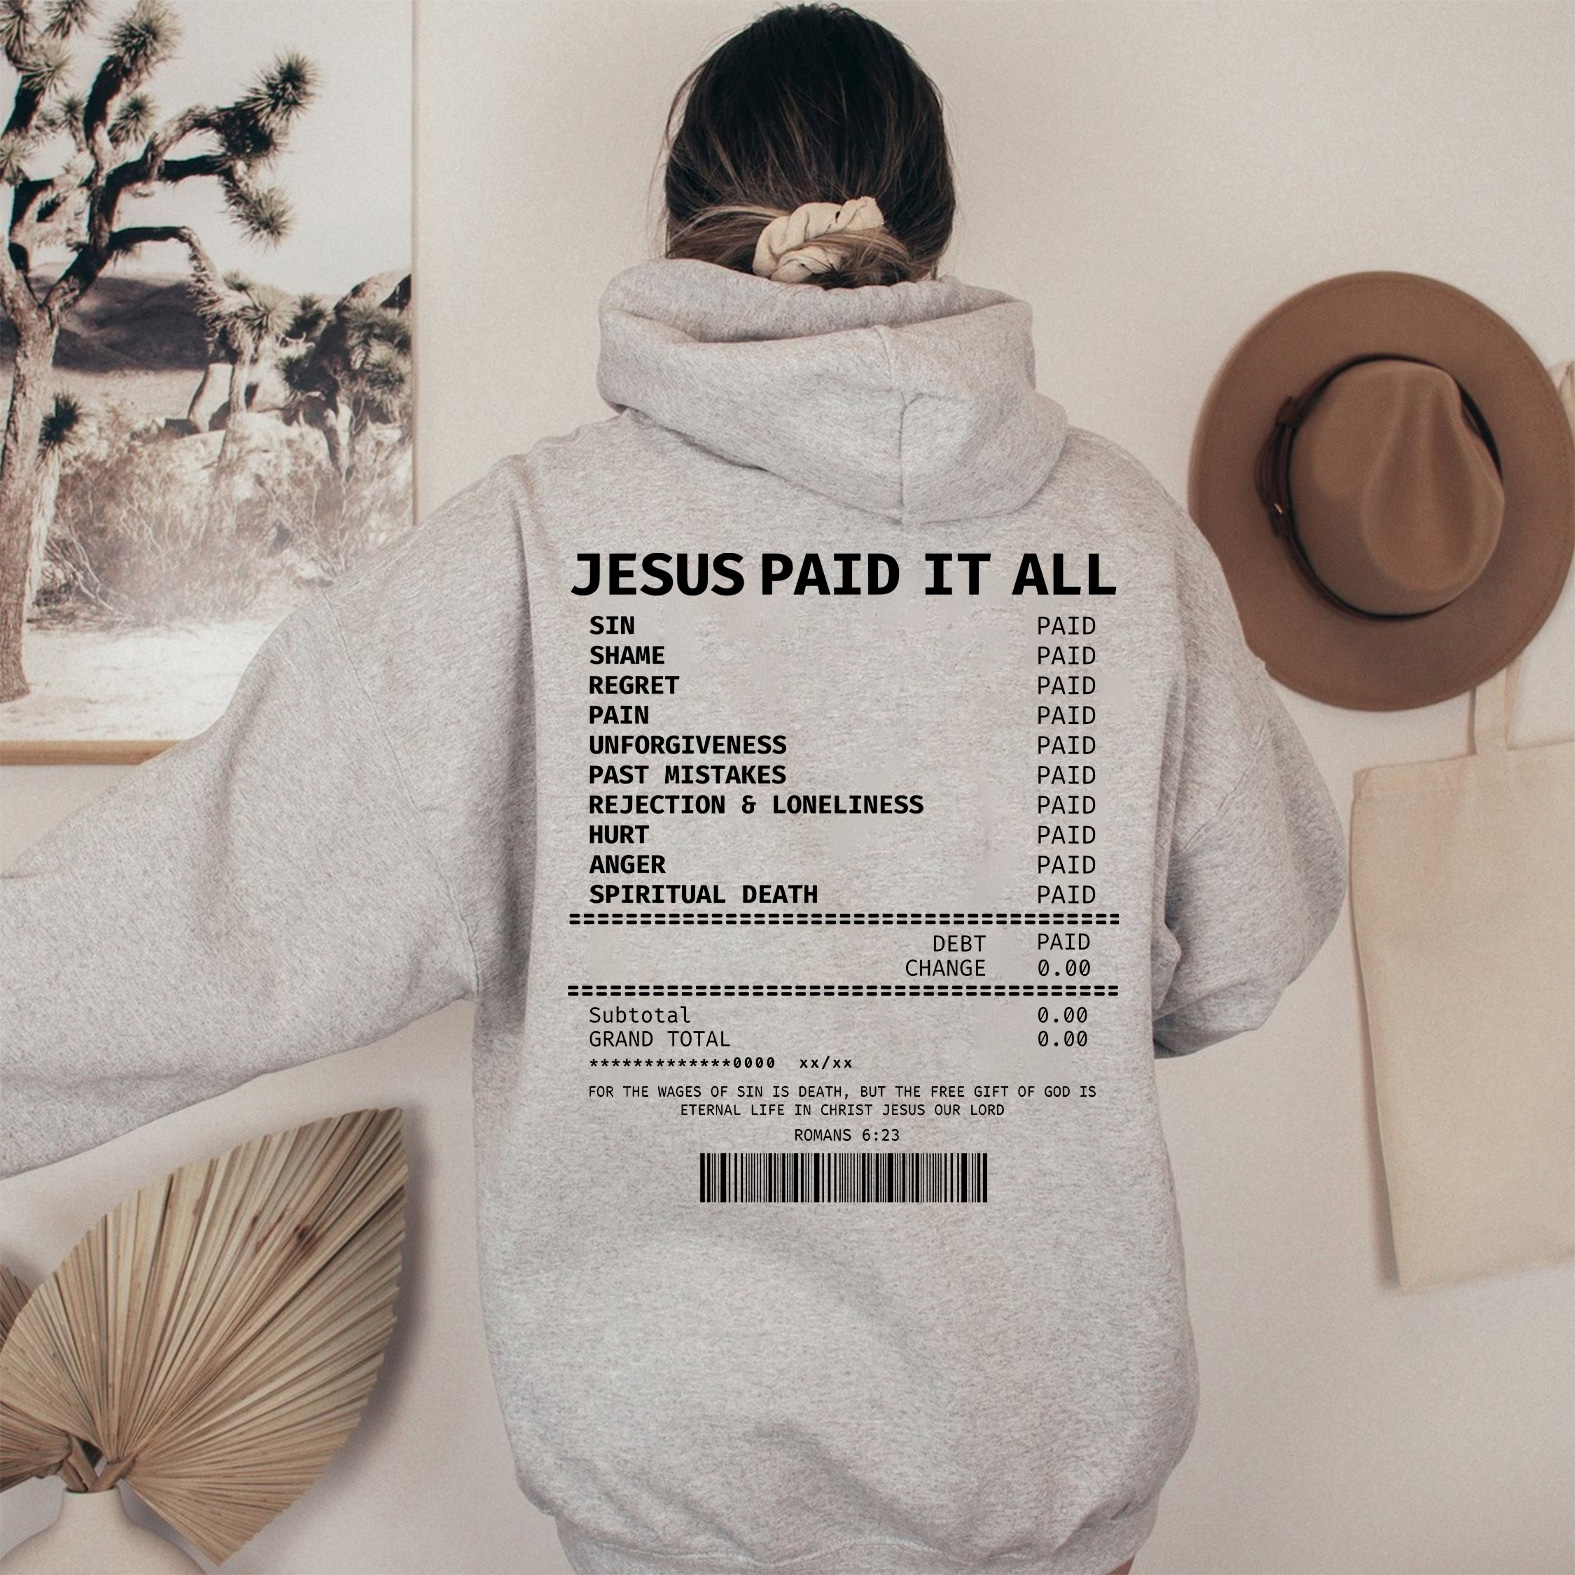 JESUS PAID IT ALL
SIN PAID
SHAME PAID
REGRET PAID
PAIN PAID
UNFORGIVENESS PAID
PAST MISTAKES PAID
REJECTION & LONELINESS PAID
HURT PAID
ANGER PAID
SPIRITUAL DEATH PAID
=======================================
DEBT PAID
CHANGE 0.00
=======================================
Subtotal 0.00
GRAND TOTAL 0.00
*************0000 xx/xx
FOR THE WAGES OF SIN IS DEATH, BUT THE FREE GIFT OF GOD IS
ETERNAL LIFE IN CHRIST JESUS OUR LORD
ROMANS 6:23